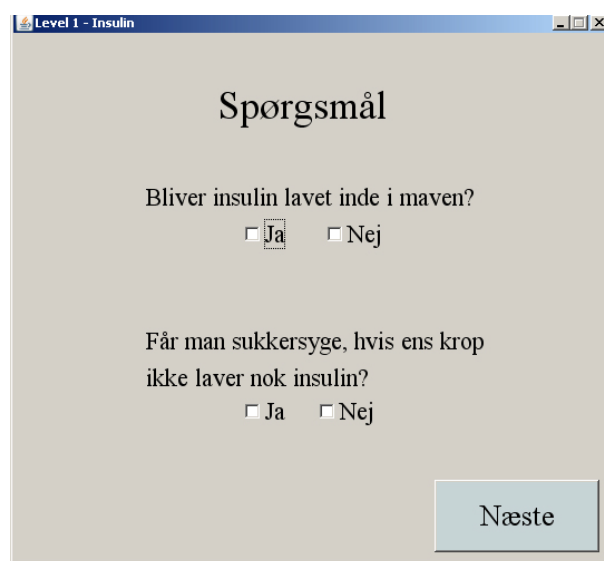 Level 1 - Insulin
Spørgsmål
Bliver insulin lavet inde i maven?
Ja Nej
Får man sukkersyge, hvis ens krop
ikke laver nok insulin?
Ja Nej
Næste